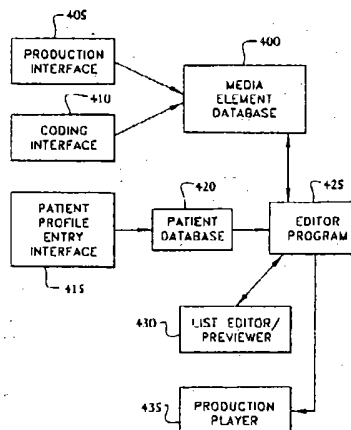 405
PRODUCTION
INTERFACE
410
CODING
INTERFACE
400
MEDIA
ELEMENT
DATABASE
PATIENT
PROFILE
ENTRY
INTERFACE
415
420
PATIENT
DATABASE
425
EDITOR
PROGRAM
430
LIST EDITOR/
PREVIEWER
435
PRODUCTION
PLAYER